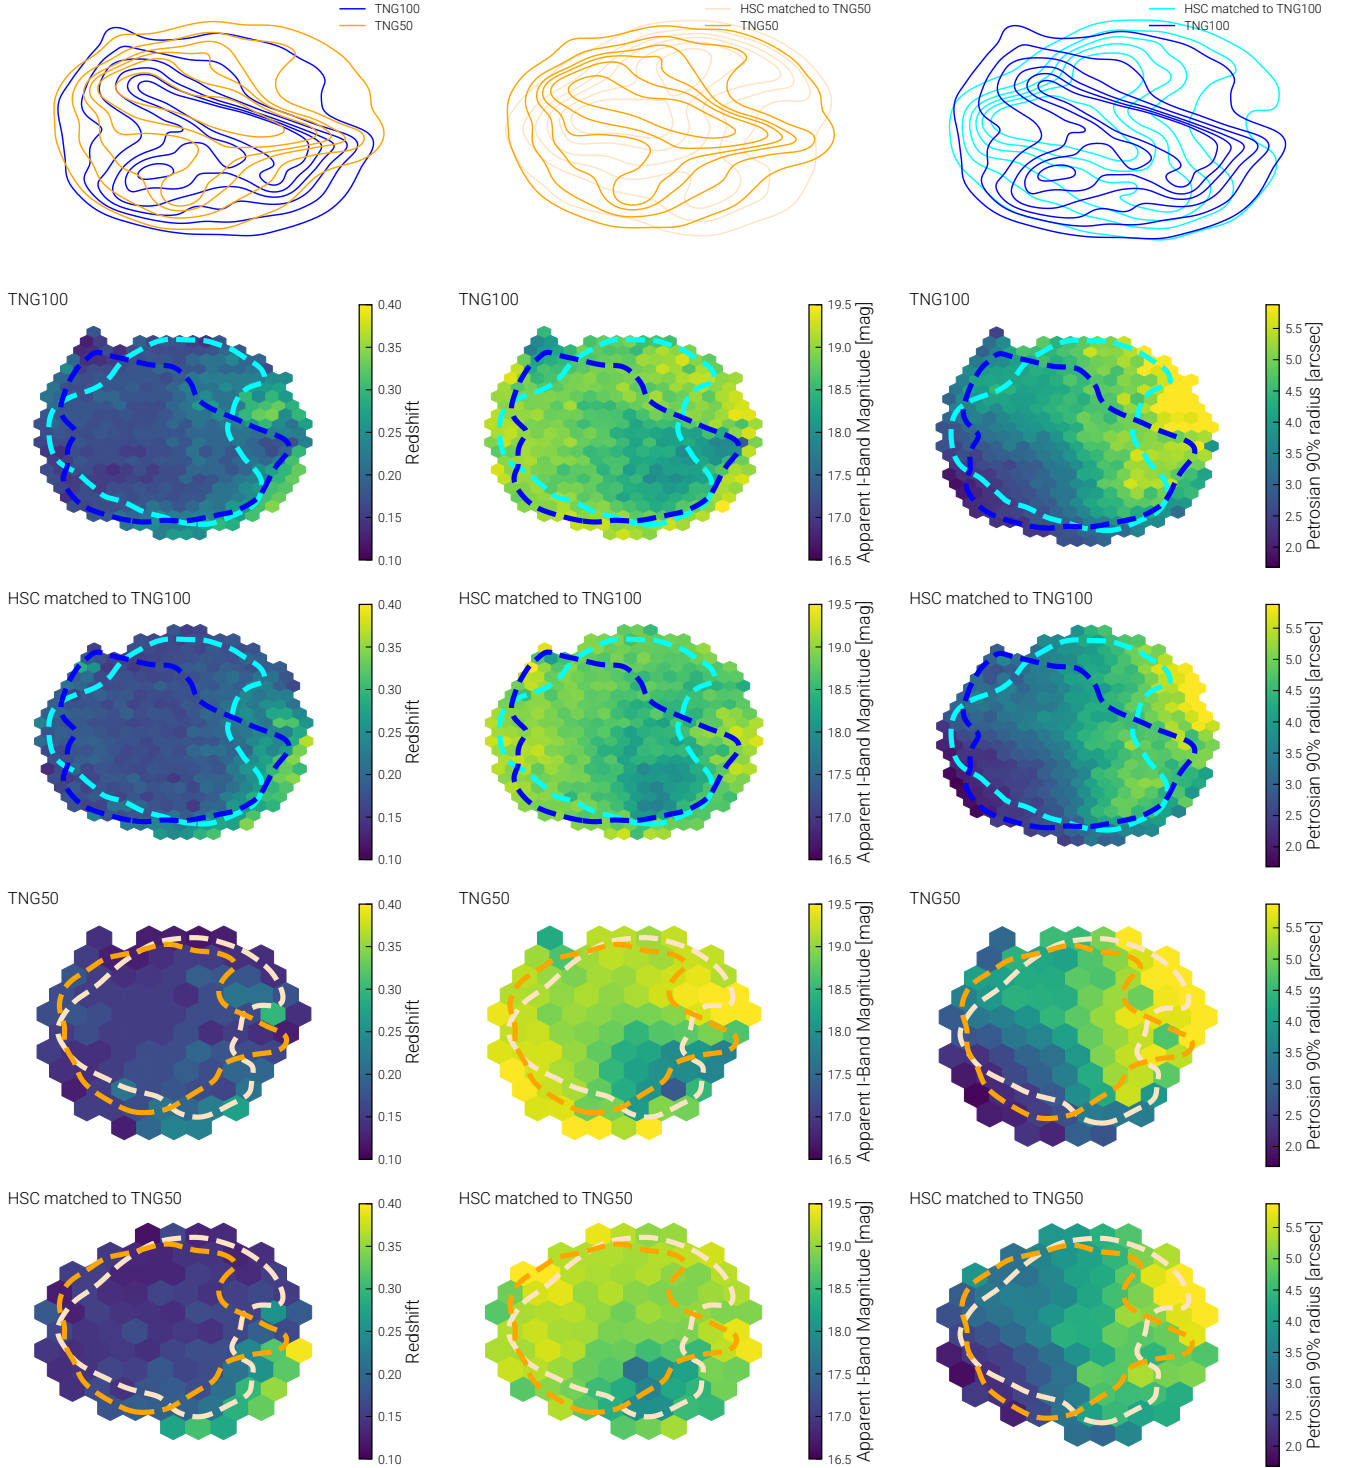 TNG100
TNG50
HSC matched to TNG50
TNG50
HSC matched to TNG100
TNG100
TNG100
0.40
0.35
0.30
0.25
0.20
0.15
0.10
Redshift
TNG100
19.5
19.0
18.5
18.0
17.5
17.0
16.5
Apparent I-Band Magnitude [mag]
TNG100
5.5
5.0
4.5
4.0
3.5
3.0
2.5
2.0
Petrosian 90% radius [arcsec]
HSC matched to TNG100
0.40
0.35
0.30
0.25
0.20
0.15
0.10
Redshift
HSC matched to TNG100
19.5
19.0
18.5
18.0
17.5
17.0
16.5
Apparent I-Band Magnitude [mag]
HSC matched to TNG100
5.5
5.0
4.5
4.0
3.5
3.0
2.5
2.0
Petrosian 90% radius [arcsec]
TNG50
0.40
0.35
0.30
0.25
0.20
0.15
0.10
Redshift
TNG50
19.5
19.0
18.5
18.0
17.5
17.0
16.5
Apparent I-Band Magnitude [mag]
TNG50
5.5
5.0
4.5
4.0
3.5
3.0
2.5
2.0
Petrosian 90% radius [arcsec]
HSC matched to TNG50
0.40
0.35
0.30
0.25
0.20
0.15
0.10
Redshift
HSC matched to TNG50
19.5
19.0
18.5
18.0
17.5
17.0
16.5
Apparent I-Band Magnitude [mag]
HSC matched to TNG50
5.5
5.0
4.5
4.0
3.5
3.0
2.5
2.0
Petrosian 90% radius [arcsec]